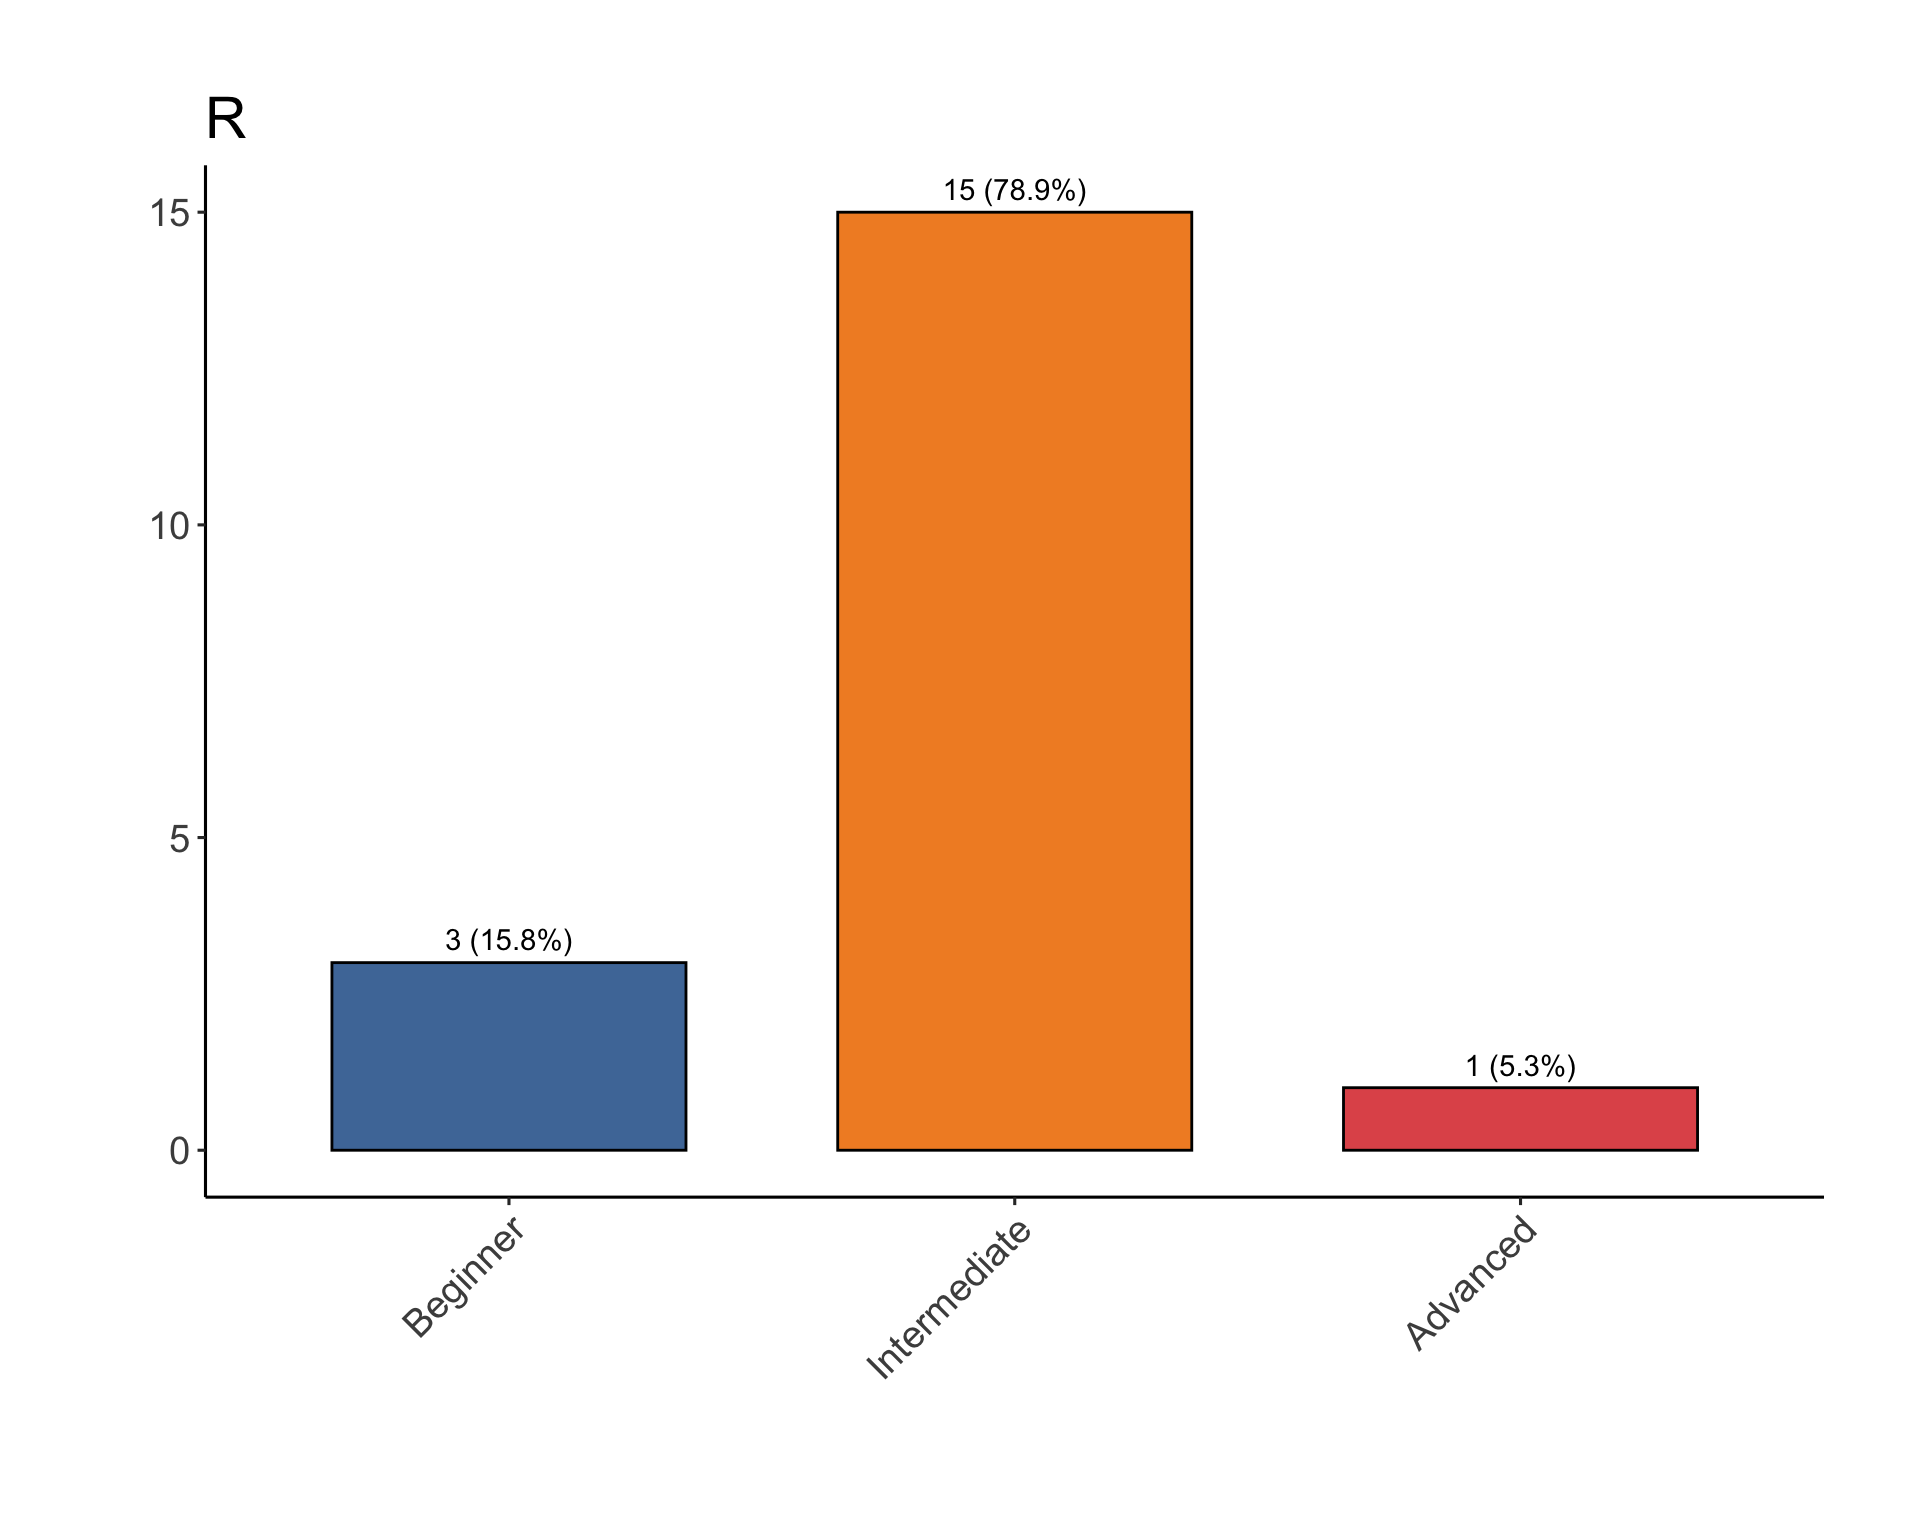 R
15
10
5
0
3 (15.8%)
15 (78.9%)
1 (5.3%)
Beginner
Intermediate
Advanced